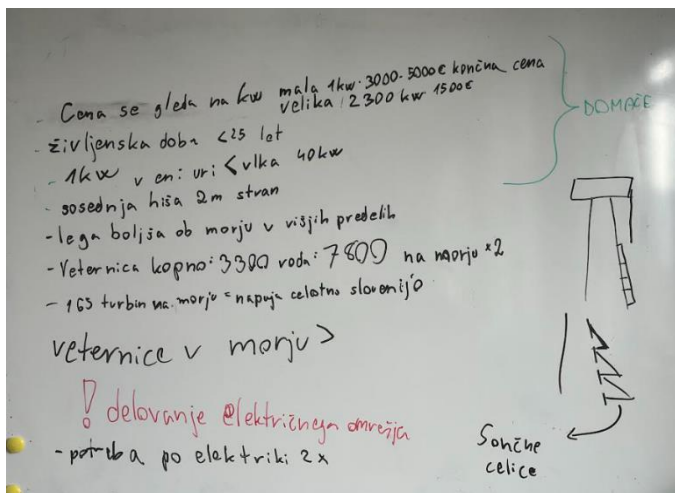 - Cena se gleda na kw mala 1kw. 3000-5000€ končna cena
velika: 2300 kw 1500€
- življenska doba <25 let
- 1kw v eni uri < vlka 40kw
- sosednja hiša 2m stran
- lega boljša ob morju v višjih predelih
- Veternica kopno: 3300 voda: 7800 na morju *2
- 165 turbin na morju = napaja celotno slovenijo
veternice v morju >
! delovanje električnega omrežja
- potreba po elektriki 2x
DOMAČE
Sončne
celice